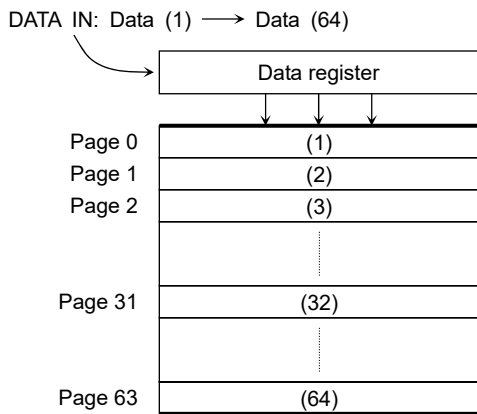 DATA IN: Data (1) ⟶ Data (64)
Data register
Page 0 (1)
Page 1 (2)
Page 2 (3)
Page 31 (32)
Page 63 (64)